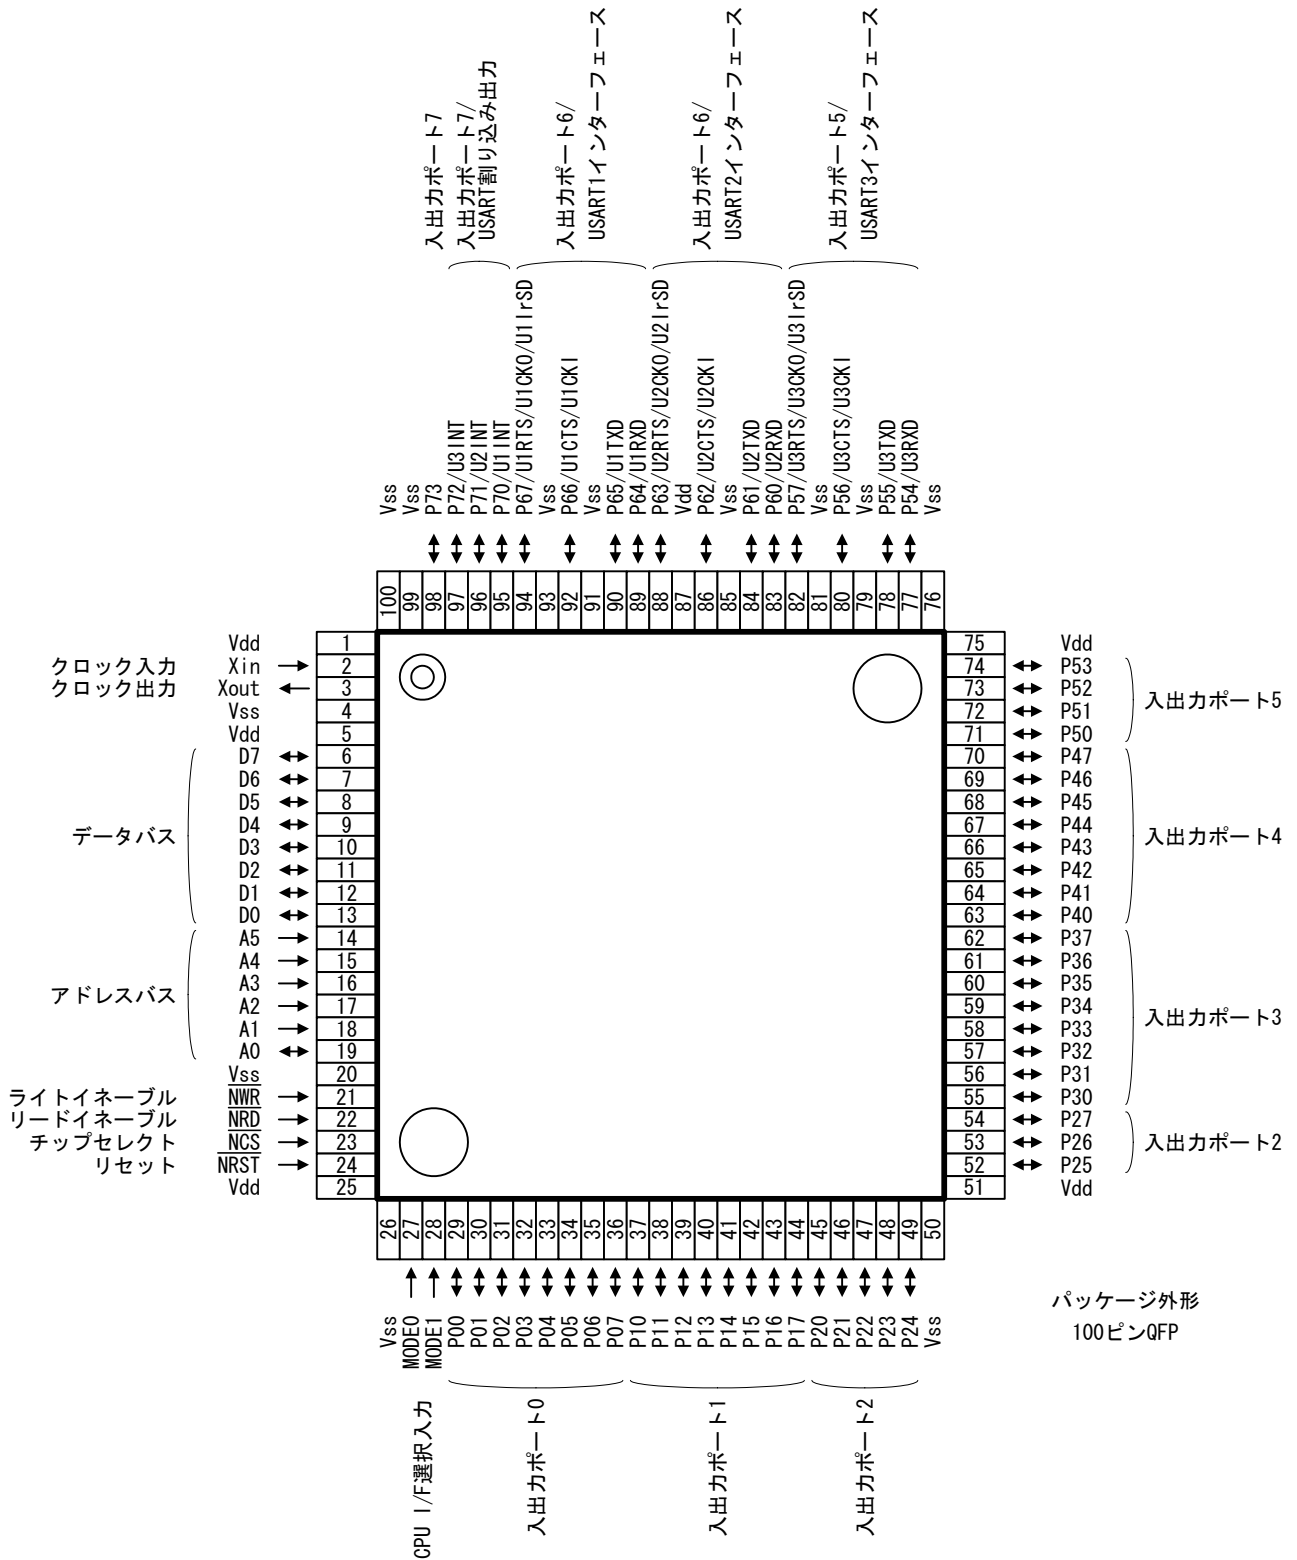 入出力ポート7
入出力ポート7/
USART割り込み出力
入出力ポート6/
USART1インターフェース
入出力ポート6/
USART2インターフェース
入出力ポート5/
USART3インターフェース
Vss
Vss
P73
P72/U3INT
P71/U2INT
P70/U1INT
P67/U1RTS/U1CKO/U1IrSD
Vss
P66/U1CTS/U1CKI
Vss
P65/U1TXD
P64/U1RXD
P63/U2RTS/U2CKO/U2IrSD
Vdd
P62/U2CTS/U2CKI
Vss
P61/U2TXD
P60/U2RXD
P57/U3RTS/U3CKO/U3IrSD
Vss
P56/U3CTS/U3CKI
Vss
P55/U3TXD
P54/U3RXD
Vss
100
99
98
97
96
95
94
93
92
91
90
89
88
87
86
85
84
83
82
81
80
79
78
77
76
Vdd 1
クロック入力 Xin 2
クロック出力 Xout 3
Vss 4
Vdd 5
D7 6
D6 7
D5 8
D4 9
データバス
D3 10
D2 11
D1 12
D0 13
A5 14
A4 15
A3 16
アドレスバス
A2 17
A1 18
A0 19
Vss 20
ライトイネーブル NWR 21
リードイネーブル NRD 22
チップセレクト NCS 23
リセット NRST 24
Vdd 25
75 Vdd
74 P53
73 P52
入出力ポート5
72 P51
71 P50
70 P47
69 P46
68 P45
67 P44
入出力ポート4
66 P43
65 P42
64 P41
63 P40
62 P37
61 P36
60 P35
59 P34
入出力ポート3
58 P33
57 P32
56 P31
55 P30
54 P27
53 P26
入出力ポート2
52 P25
51 Vdd
26
27
28
29
30
31
32
33
34
35
36
37
38
39
40
41
42
43
44
45
46
47
48
49
50
Vss
MODE0
MODE1
P00
P01
P02
P03
P04
P05
P06
P07
P10
P11
P12
P13
P14
P15
P16
P17
P20
P21
P22
P23
P24
Vss
CPU I/F選択入力
入出力ポート0
入出力ポート1
入出力ポート2
パッケージ外形
100ピンQFP